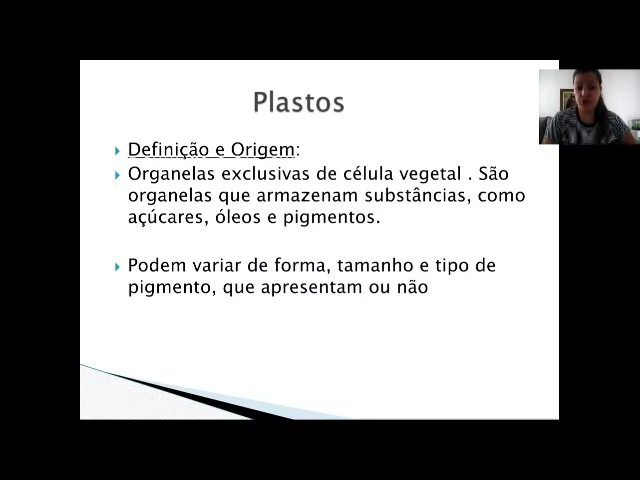 Plastos
Definição e Origem:
Organelas exclusivas de célula vegetal . São
organelas que armazenam substâncias, como
açúcares, óleos e pigmentos.
Podem variar de forma, tamanho e tipo de
pigmento, que apresentam ou não